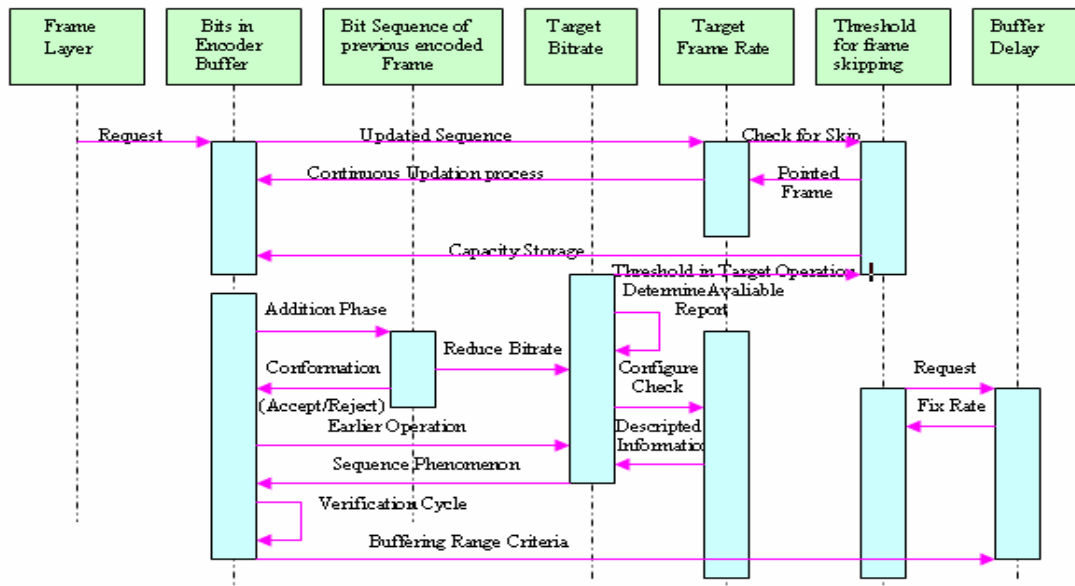 Frame
Layer
Bits in
Encoder
Buffer
Bit Sequence of
previous encoded
Frame
Target
Bitrate
Target
Frame Rate
Threshold
for frame
skipping
Buffer
Delay
Request
Updated Sequence
Check for Skip
Continuous Updation process
Pointed
Frame
Capacity Storage
Threshold in Target Operation
Determine Avaliable
Report
Addition Phase
Reduce Bitrate
Configure
Check
Request
Conformation
(Accept/Reject)
Fix Rate
Earlier Operation
Descripted
Information
Sequence Phenomenon
Verification Cycle
Buffering Range Criteria